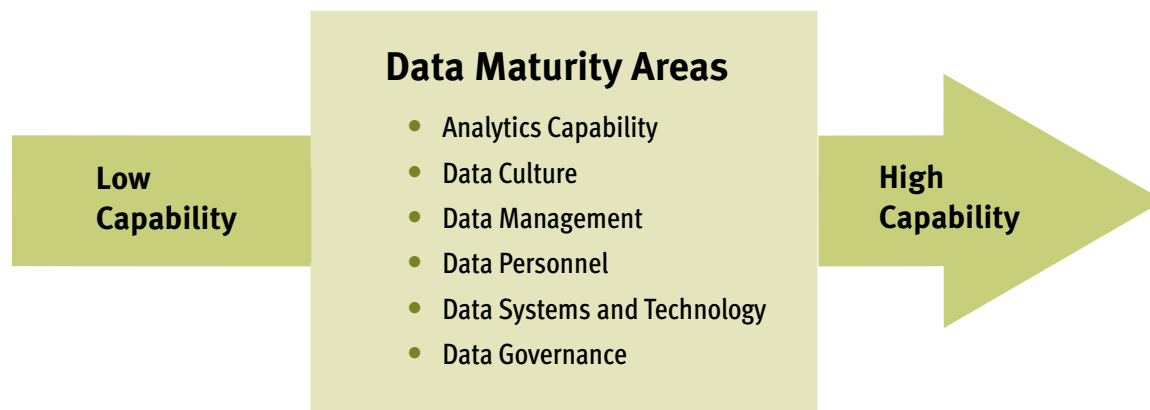 Data Maturity Areas
Low
Capability
• Analytics Capability
• Data Culture
• Data Management
• Data Personnel
• Data Systems and Technology
• Data Governance
High
Capability